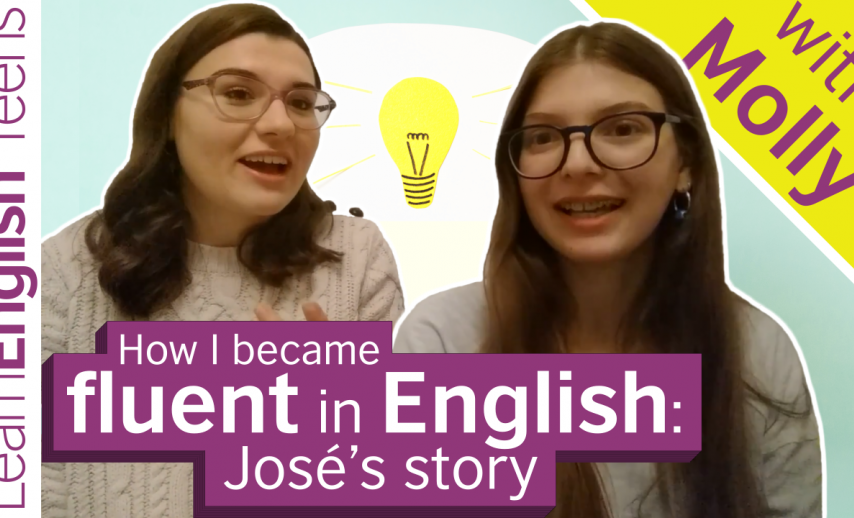 LearnEnglish Teens
with
Molly
How I became
fluent in English:
José's story